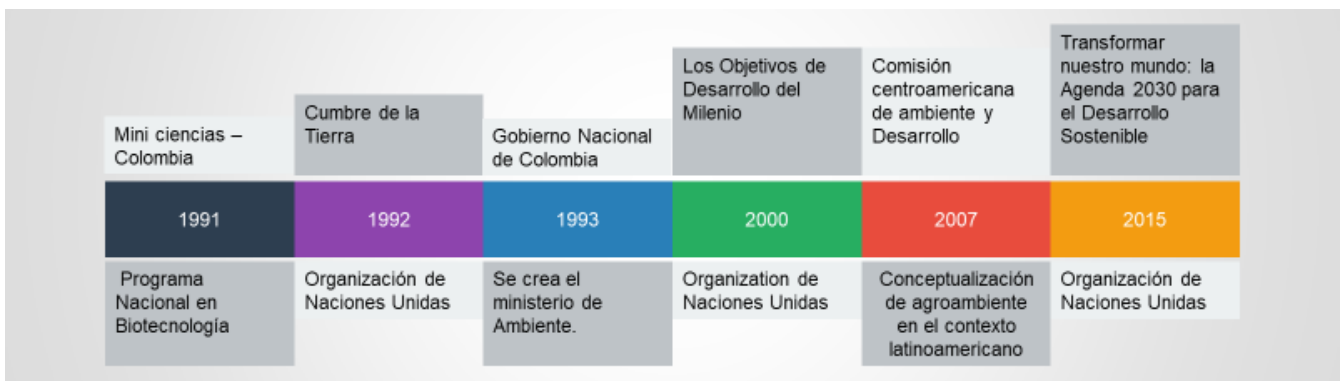 Mini ciencias –
Colombia
Cumbre de la
Tierra
Gobierno Nacional
de Colombia
Los Objetivos de
Desarrollo del
Milenio
Comisión
centroamericana
de ambiente y
Desarrollo
Transformar
nuestro mundo: la
Agenda 2030 para
el Desarrollo
Sostenible
1991
1992
1993
2000
2007
2015
Programa
Nacional en
Biotecnología
Organización de
Naciones Unidas
Se crea el
ministerio de
Ambiente.
Organization de
Naciones Unidas
Conceptualización
de agroambiente
en el contexto
latinoamericano
Organización de
Naciones Unidas